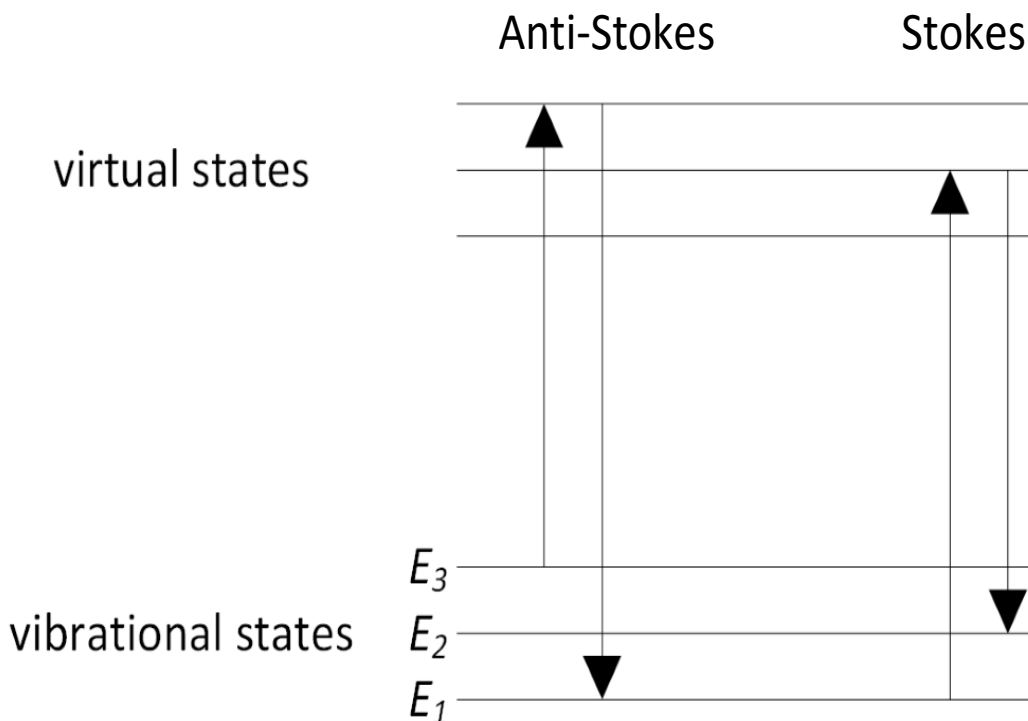 Anti-Stokes Stokes
virtual states
E3
vibrational states E2
E1